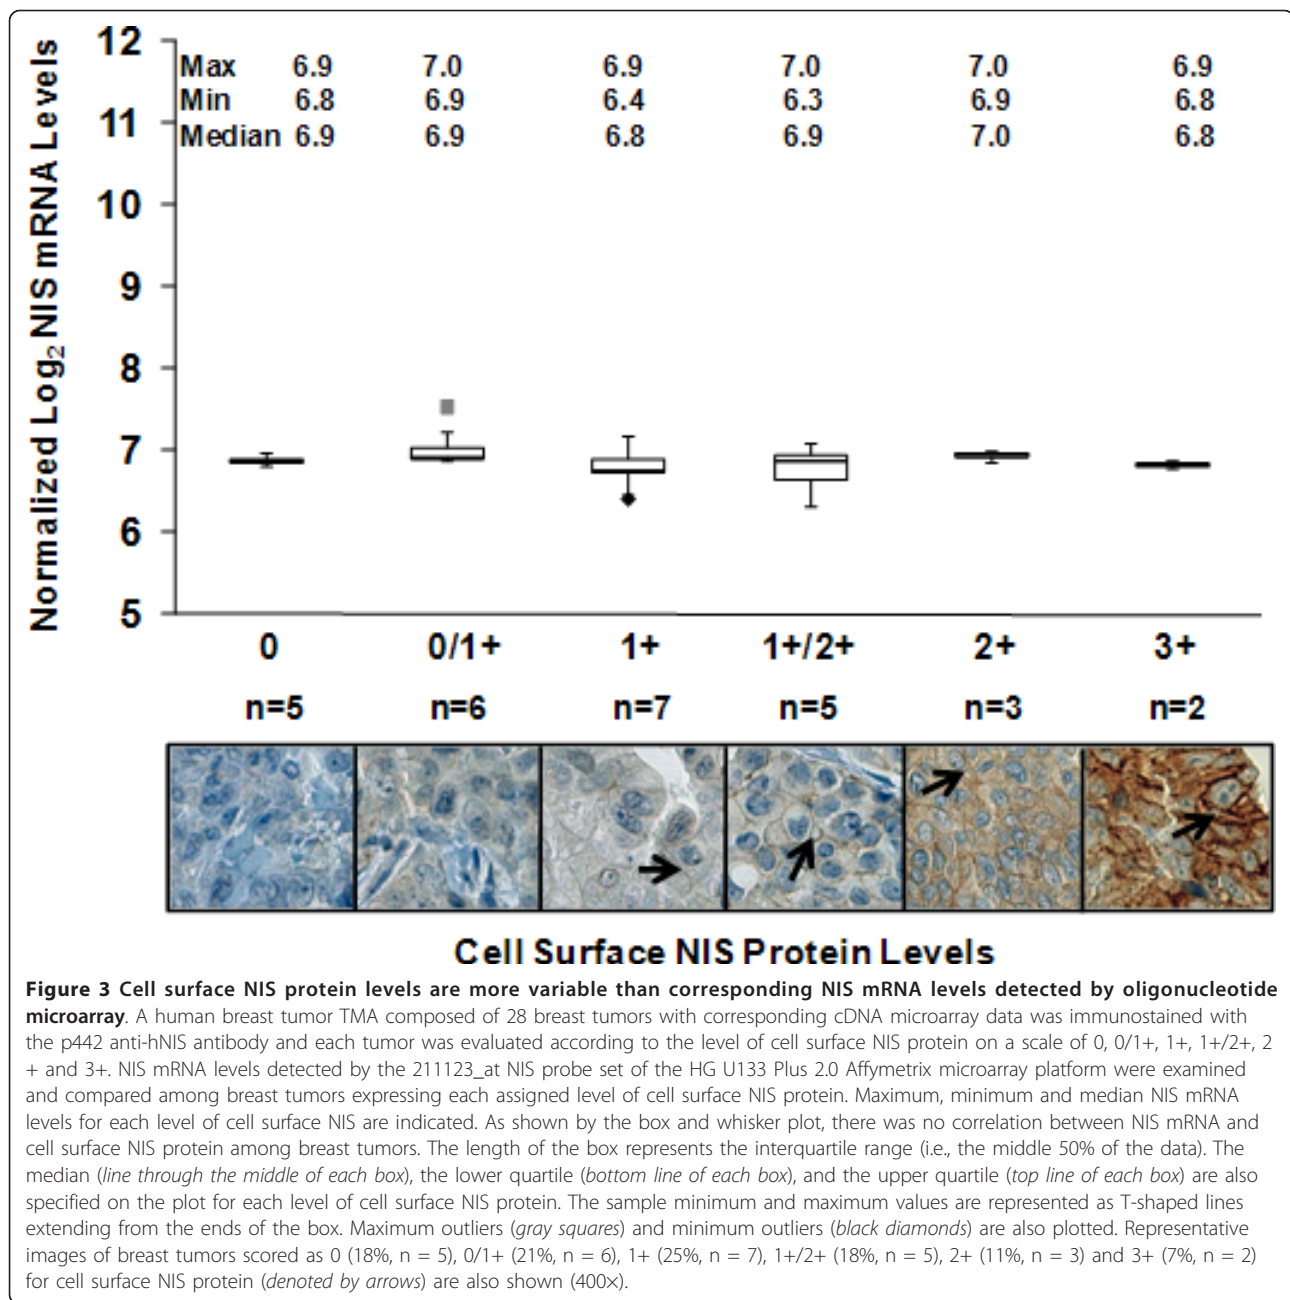 Normalized Log₂ NIS mRNA Levels
12
11
10
9
8
7
6
5
Max 6.9 7.0 6.9 7.0 7.0 6.9
Min 6.8 6.9 6.4 6.3 6.9 6.8
Median 6.9 6.9 6.8 6.9 7.0 6.8
0 0/1+ 1+ 1+/2+ 2+ 3+
n=5 n=6 n=7 n=5 n=3 n=2
Cell Surface NIS Protein Levels
Figure 3 Cell surface NIS protein levels are more variable than corresponding NIS mRNA levels detected by oligonucleotide
microarray. A human breast tumor TMA composed of 28 breast tumors with corresponding cDNA microarray data was immunostained with
the p442 anti-hNIS antibody and each tumor was evaluated according to the level of cell surface NIS protein on a scale of 0, 0/1+, 1+, 1+/2+, 2
+ and 3+. NIS mRNA levels detected by the 211123_at NIS probe set of the HG U133 Plus 2.0 Affymetrix microarray platform were examined
and compared among breast tumors expressing each assigned level of cell surface NIS protein. Maximum, minimum and median NIS mRNA
levels for each level of cell surface NIS are indicated. As shown by the box and whisker plot, there was no correlation between NIS mRNA and
cell surface NIS protein among breast tumors. The length of the box represents the interquartile range (i.e., the middle 50% of the data). The
median (line through the middle of each box), the lower quartile (bottom line of each box), and the upper quartile (top line of each box) are also
specified on the plot for each level of cell surface NIS protein. The sample minimum and maximum values are represented as T-shaped lines
extending from the ends of the box. Maximum outliers (gray squares) and minimum outliers (black diamonds) are also plotted. Representative
images of breast tumors scored as 0 (18%, n = 5), 0/1+ (21%, n = 6), 1+ (25%, n = 7), 1+/2+ (18%, n = 5), 2+ (11%, n = 3) and 3+ (7%, n = 2)
for cell surface NIS protein (denoted by arrows) are also shown (400×).